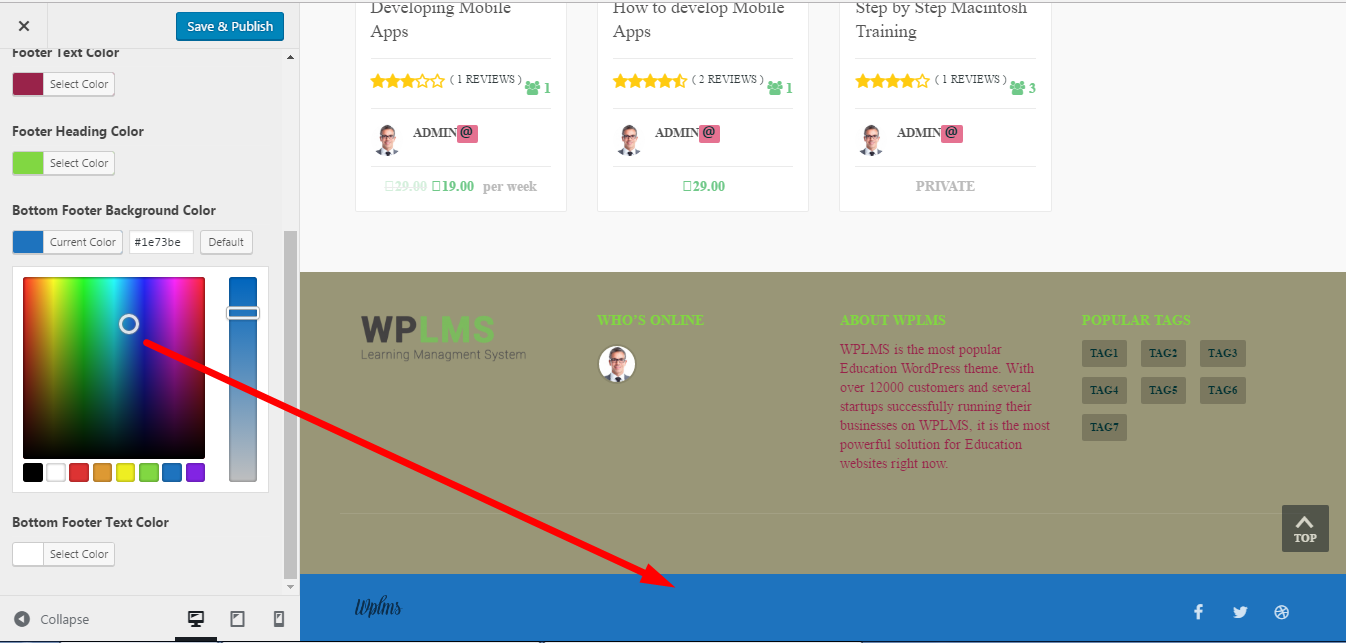 Save & Publish
Footer Text Color
Select Color
Footer Heading Color
Select Color
Bottom Footer Background Color
Current Color
#1e73be
Default
Bottom Footer Text Color
Select Color
Collapse
Developing Mobile
Apps
( 1 REVIEWS )
1
ADMIN@
29.00 19.00 per week
How to develop Mobile
Apps
( 2 REVIEWS )
1
ADMIN@
29.00
Step by Step Macintosh
Training
( 1 REVIEWS )
3
ADMIN@
PRIVATE
WPLMS
Learning Managment System
WHO'S ONLINE
ABOUT WPLMS
WPLMS is the most popular
Education WordPress theme. With
over 12000 customers and several
startups successfully running their
businesses on WPLMS, it is the most
powerful solution for Education
websites right now.
POPULAR TAGS
TAG1 TAG2 TAG3
TAG4 TAG5 TAG6
TAG7
TOP
Wplms